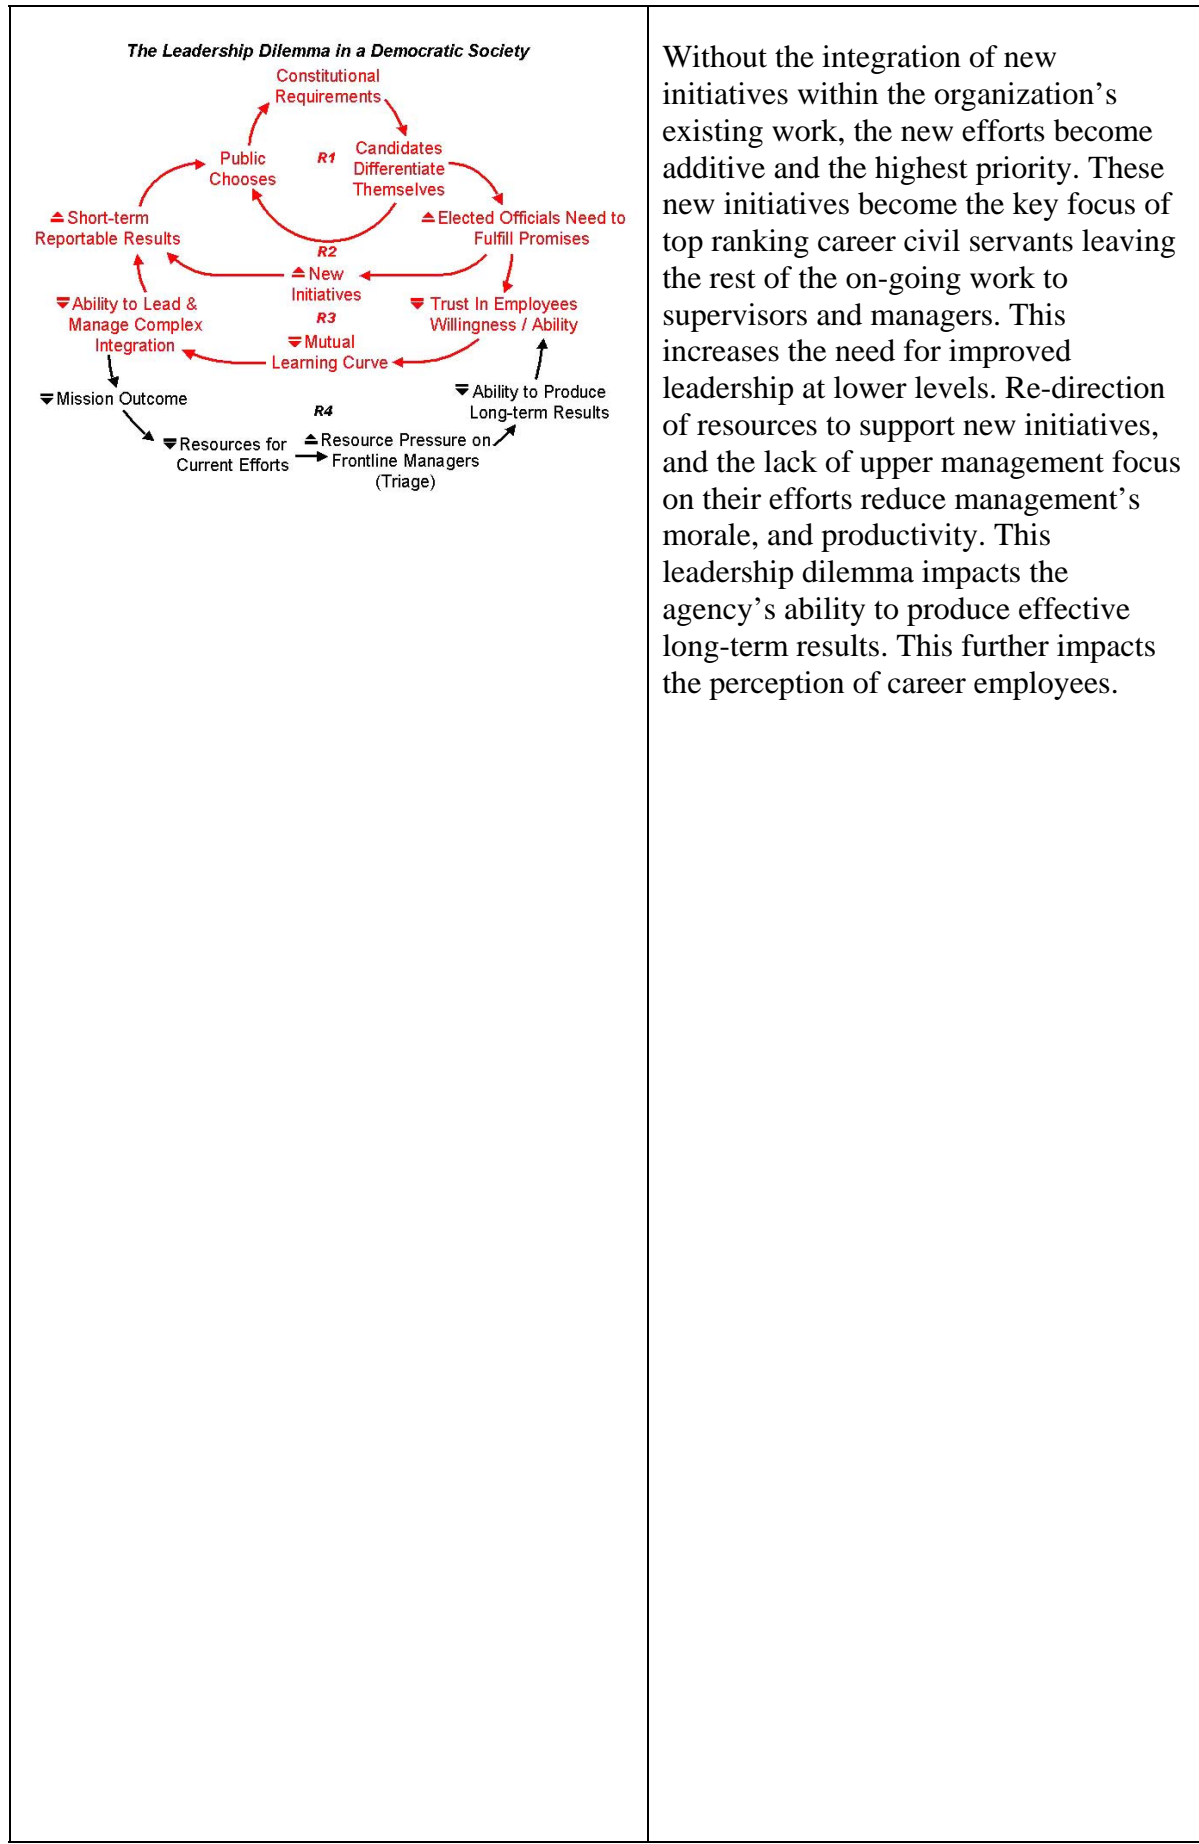 The Leadership Dilemma in a Democratic Society
Constitutional
Requirements
R1
Candidates
Differentiate
Themselves
Public
Chooses
Short-term
Reportable Results
Elected Officials Need to
Fulfill Promises
R2
New
Initiatives
Ability to Lead &
Manage Complex
Integration
R3
Mutual
Learning Curve
Trust In Employees
Willingness / Ability
Mission Outcome
Ability to Produce
Long-term Results
R4
Resources for
Current Efforts
Resource Pressure on
Frontline Managers
(Triage)
Without the integration of new
initiatives within the organization’s
existing work, the new efforts become
additive and the highest priority. These
new initiatives become the key focus of
top ranking career civil servants leaving
the rest of the on-going work to
supervisors and managers. This
increases the need for improved
leadership at lower levels. Re-direction
of resources to support new initiatives,
and the lack of upper management focus
on their efforts reduce management’s
morale, and productivity. This
leadership dilemma impacts the
agency’s ability to produce effective
long-term results. This further impacts
the perception of career employees.